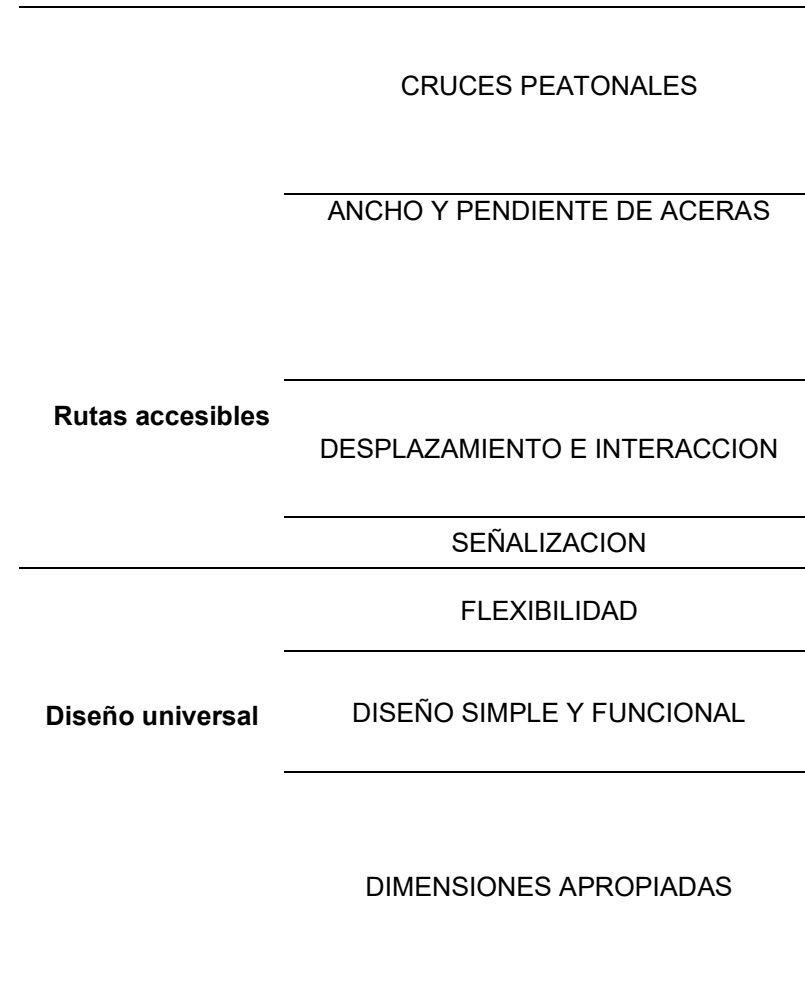 CRUCES PEATONALES
ANCHO Y PENDIENTE DE ACERAS
Rutas accesibles
DESPLAZAMIENTO E INTERACCION
SEÑALIZACION
FLEXIBILIDAD
Diseño universal
DISEÑO SIMPLE Y FUNCIONAL
DIMENSIONES APROPIADAS